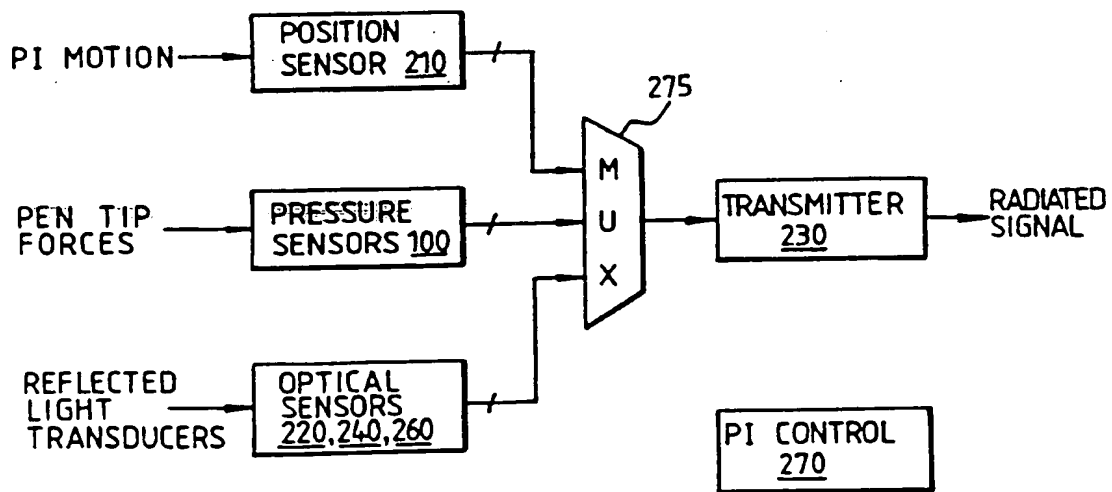 PI MOTION
POSITION
SENSOR 210
275
M
U
X
PEN TIP
FORCES
PRESSURE
SENSORS 100
TRANSMITTER
230
RADIATED
SIGNAL
REFLECTED
LIGHT
TRANSDUCERS
OPTICAL
SENSORS
220,240,260
PI CONTROL
270